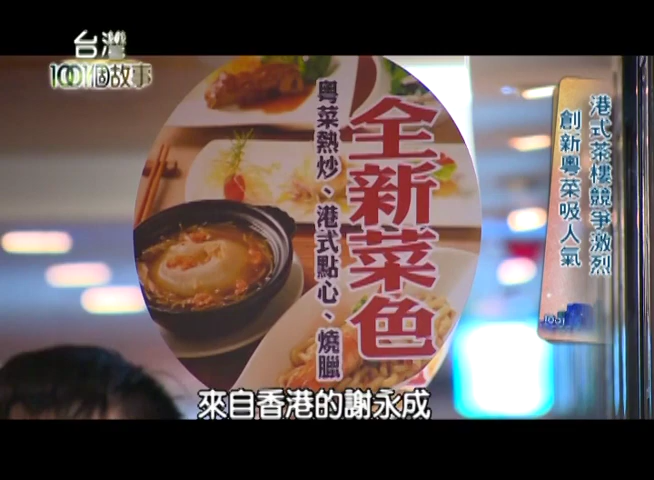 台灣
1001個故事
港式茶樓競爭激烈
創新粵菜吸人氣
1001
全新菜色
粵菜熱炒、港式點心、燒臘
來自香港的謝永成